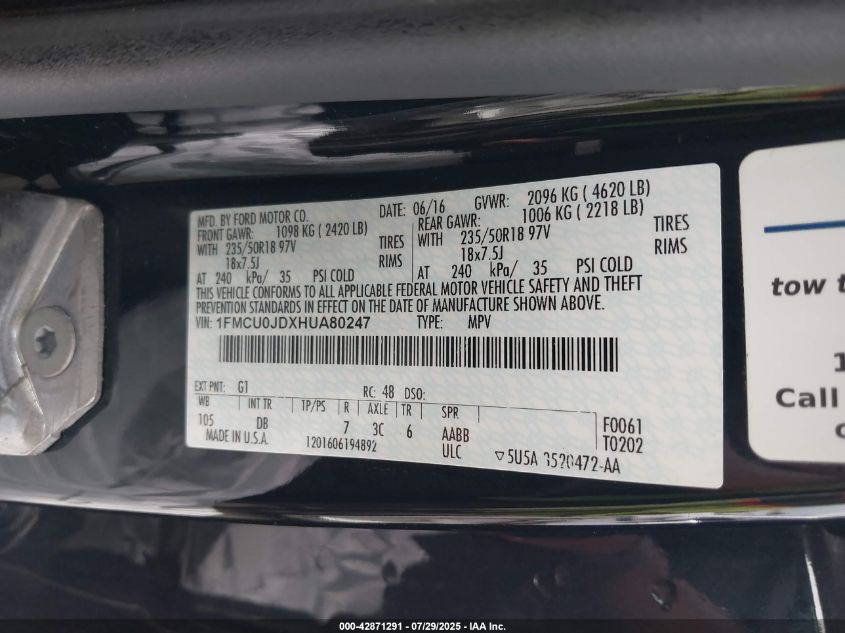 MFD. BY FORD MOTOR CO.
DATE: 06/16 GVWR: 2096 KG ( 4620 LB)
FRONT GAWR: 1098 KG ( 2420 LB)
REAR GAWR: 1006 KG ( 2218 LB)
WITH 235/50R18 97V TIRES
WITH 235/50R18 97V TIRES
18x7.5J RIMS
18x7.5J RIMS
AT 240 kPa/ 35 PSI COLD
AT 240 kPa/ 35 PSI COLD
THIS VEHICLE CONFORMS TO ALL APPLICABLE FEDERAL MOTOR VEHICLE SAFETY AND THEFT
PREVENTION STANDARDS IN EFFECT ON THE DATE OF MANUFACTURE SHOWN ABOVE.
VIN: 1FMCU0JDXHUA80247 TYPE: MPV
EXT PNT: G1 RC: 48 DSO:
WB INT TR TP/PS R AXLE TR SPR
105 DB 7 3C 6 AABB F0061
MADE IN U.S.A. 1201606194892 ULC T0202
5U5A 3520472-AA
tow t
1
Call
000-42871291 - 07/29/2025 - IAA Inc.